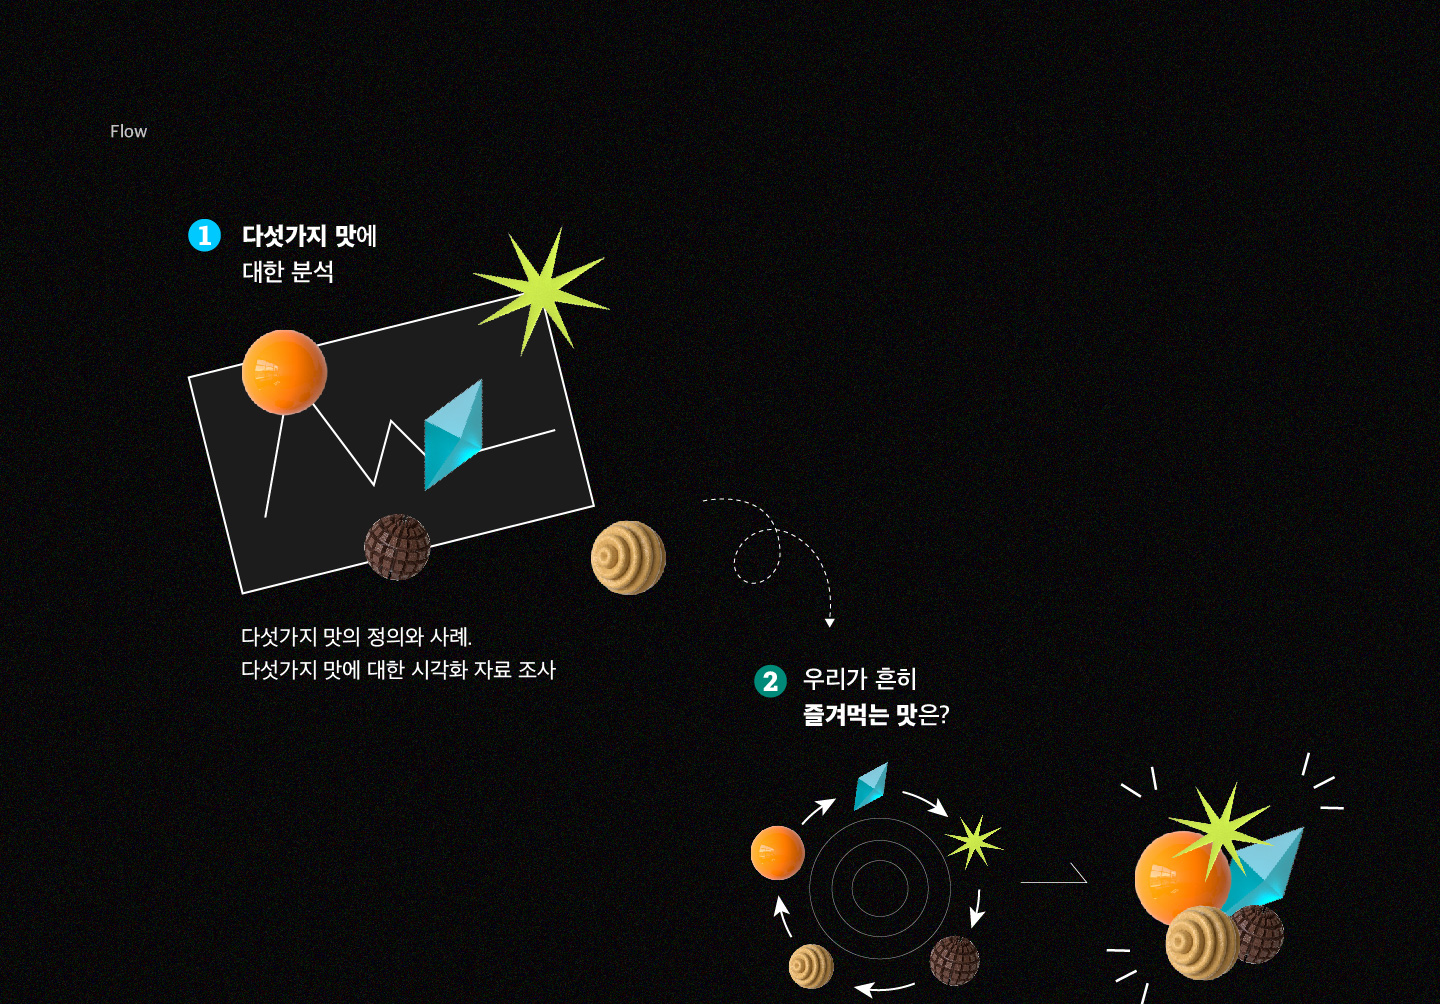 Flow
1 다섯가지 맛에
대한 분석
다섯가지 맛의 정의와 사례.
다섯가지 맛에 대한 시각화 자료 조사
2 우리가 흔히
즐겨먹는 맛은?